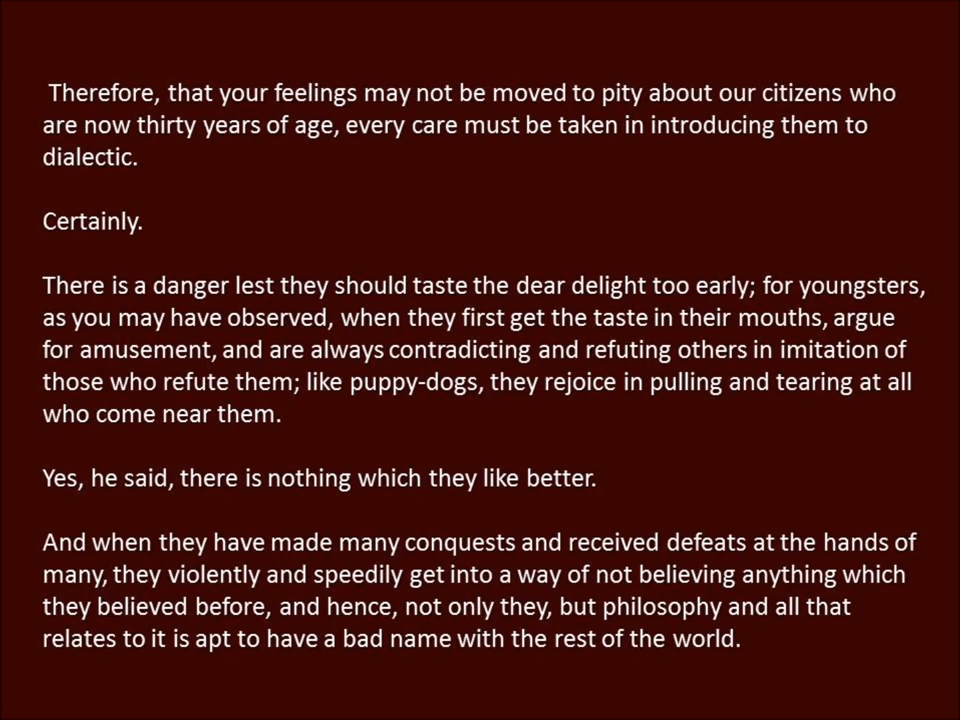 Therefore, that your feelings may not be moved to pity about our citizens who
are now thirty years of age, every care must be taken in introducing them to
dialectic.
Certainly.
There is a danger lest they should taste the dear delight too early; for youngsters,
as you may have observed, when they first get the taste in their mouths, argue
for amusement, and are always contradicting and refuting others in imitation of
those who refute them; like puppy-dogs, they rejoice in pulling and tearing at all
who come near them.
Yes, he said, there is nothing which they like better.
And when they have made many conquests and received defeats at the hands of
many, they violently and speedily get into a way of not believing anything which
they believed before, and hence, not only they, but philosophy and all that
relates to it is apt to have a bad name with the rest of the world.